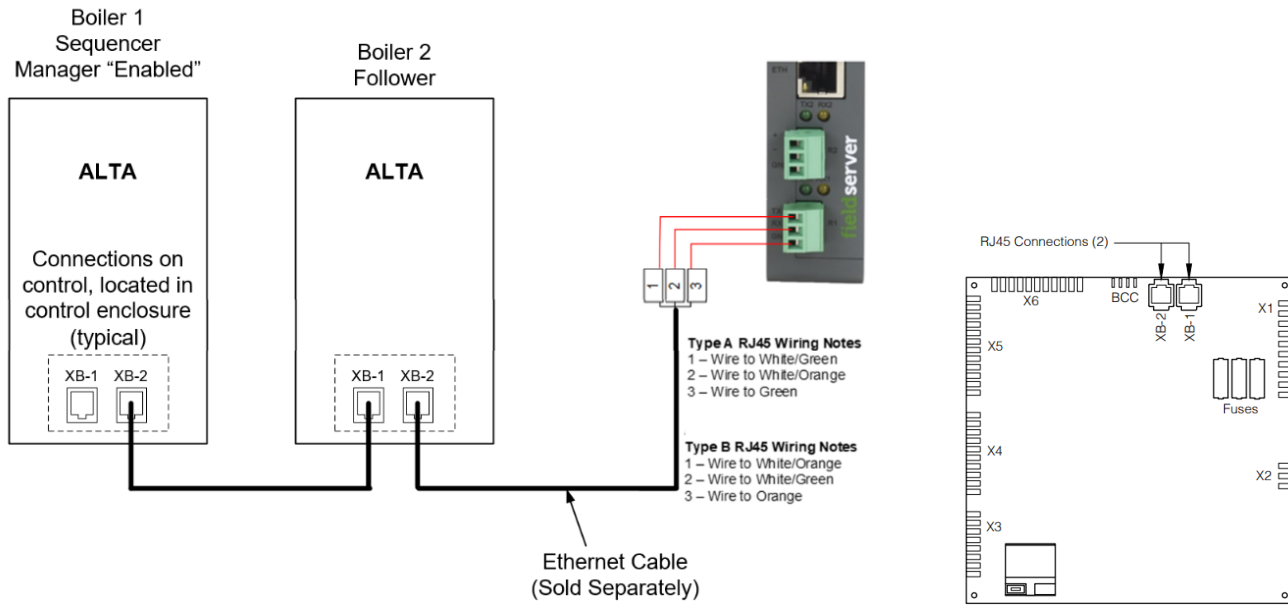 Boiler 1
Sequencer
Manager “Enabled”
ALTA
Connections on
control, located in
control enclosure
(typical)
XB-1 XB-2
Boiler 2
Follower
ALTA
XB-1 XB-2
ETH
TX2 RX2
+
-
R2
TX
RX
R1
fieldserver
1 2 3
Type A RJ45 Wiring Notes
1 – Wire to White/Green
2 – Wire to White/Orange
3 – Wire to Green
Type B RJ45 Wiring Notes
1 – Wire to White/Orange
2 – Wire to White/Green
3 – Wire to Orange
Ethernet Cable
(Sold Separately)
RJ45 Connections (2)
X6
BCC
XB-2
XB-1
X1
X5
Fuses
X4
X2
X3